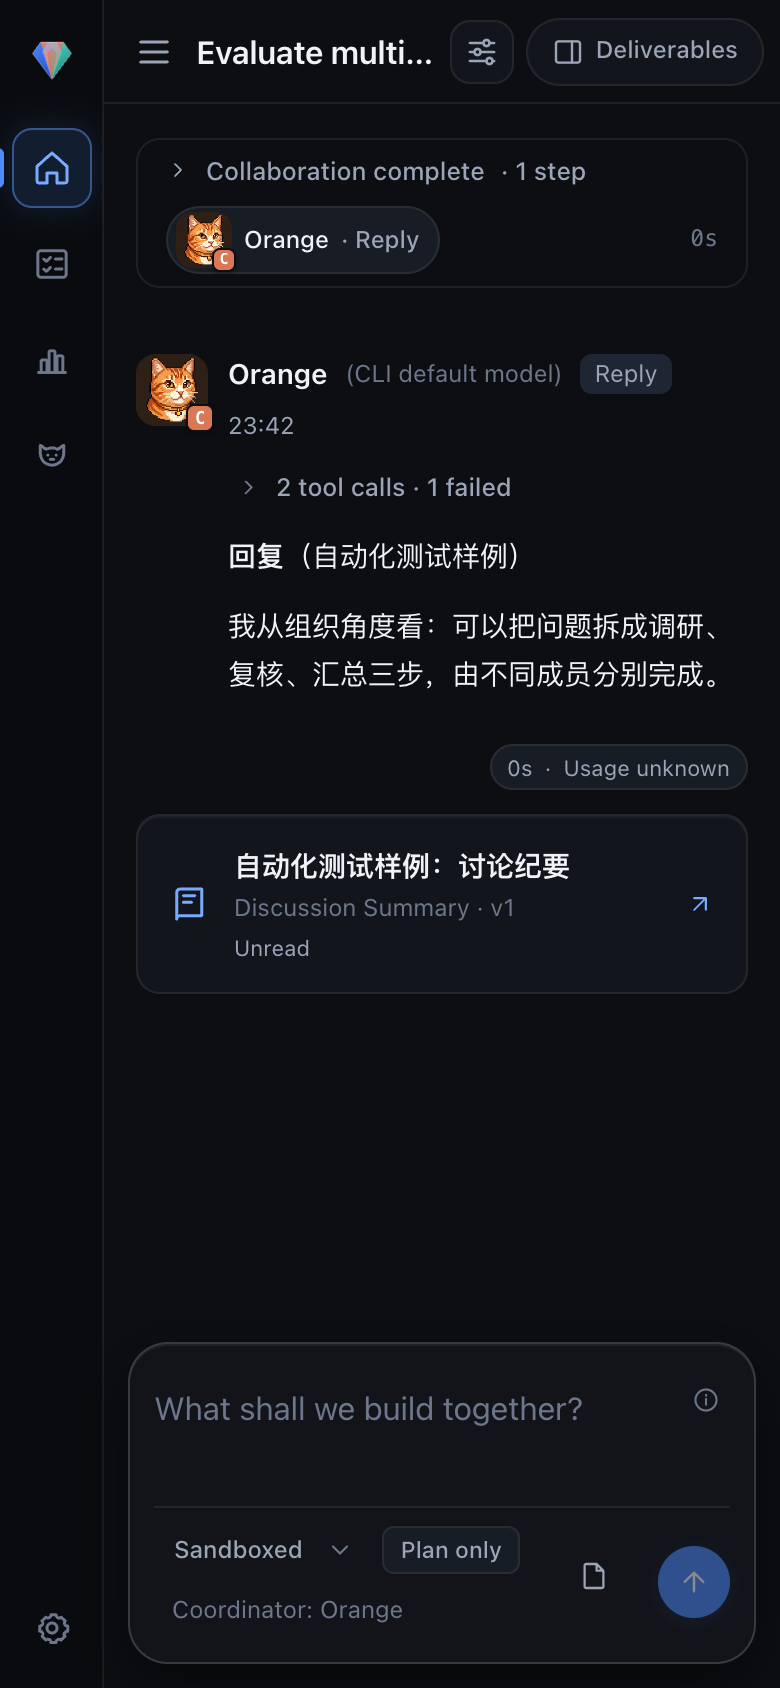 Evaluate multi...
Deliverables
Collaboration complete · 1 step
C
Orange · Reply
0s
Orange (CLI default model) Reply
C
23:42
2 tool calls · 1 failed
回复（自动化测试样例）
我从组织角度看：可以把问题拆成调研、
复核、汇总三步，由不同成员分别完成。
0s · Usage unknown
自动化测试样例：讨论纪要
Discussion Summary · v1
Unread
What shall we build together?
Sandboxed
Plan only
Coordinator: Orange